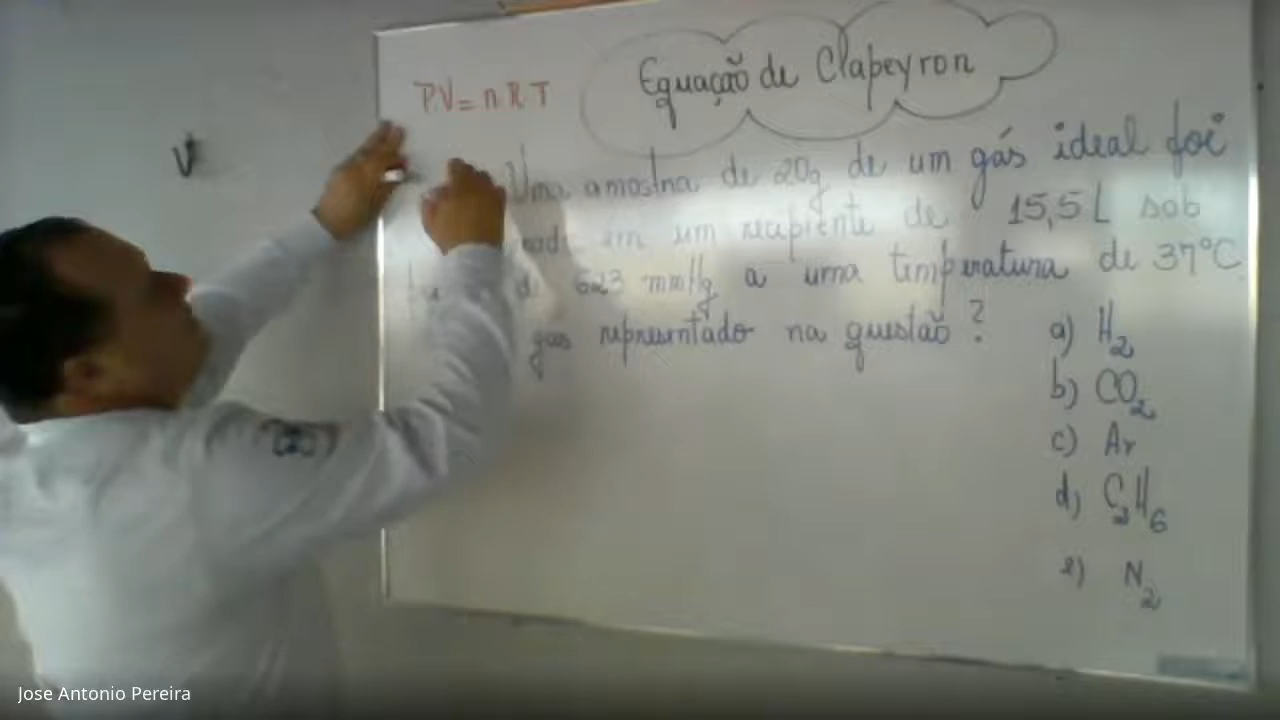 Equação de Clapeyron
PV = nRT
Uma amostra de 20g de um gás ideal foi
em um recipiente de 15,5 L sob
de 623 mmHg a uma temperatura de 37°C
gás representado na questão ?
a) H2
b) CO2
c) Ar
d) C2H6
e) N2
V
Jose Antonio Pereira